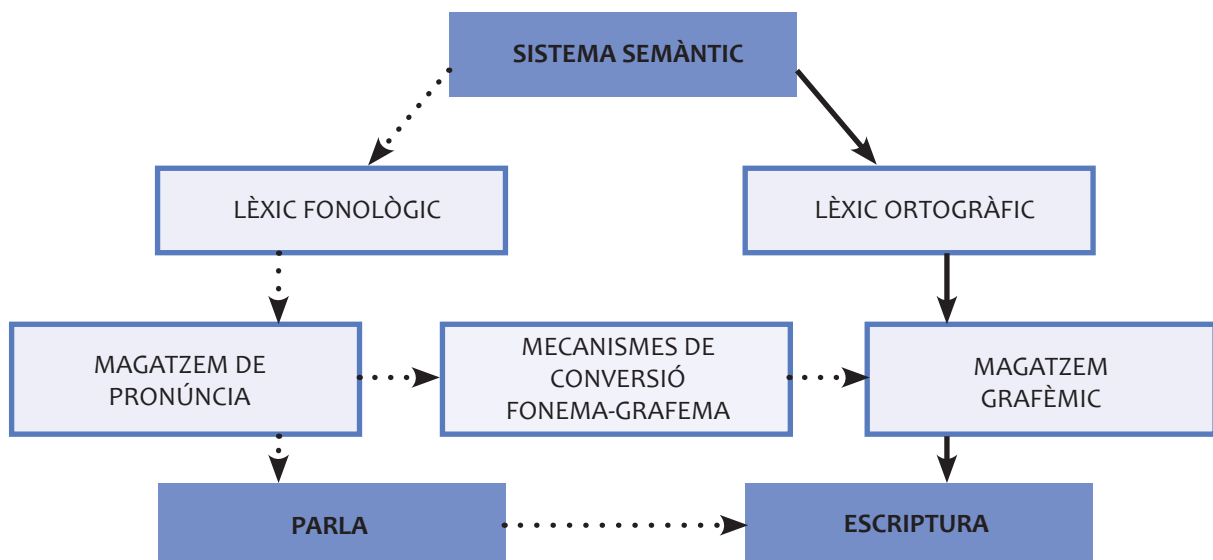 SISTEMA SEMÀNTIC
LÈXIC FONOLÒGIC
LÈXIC ORTOGRÀFIC
MAGATZEM DE
PRONÚNCIA
MECANISMES DE
CONVERSIÓ
FONEMA-GRAFEMA
MAGATZEM
GRAFÈMIC
PARLA
ESCRIPTURA